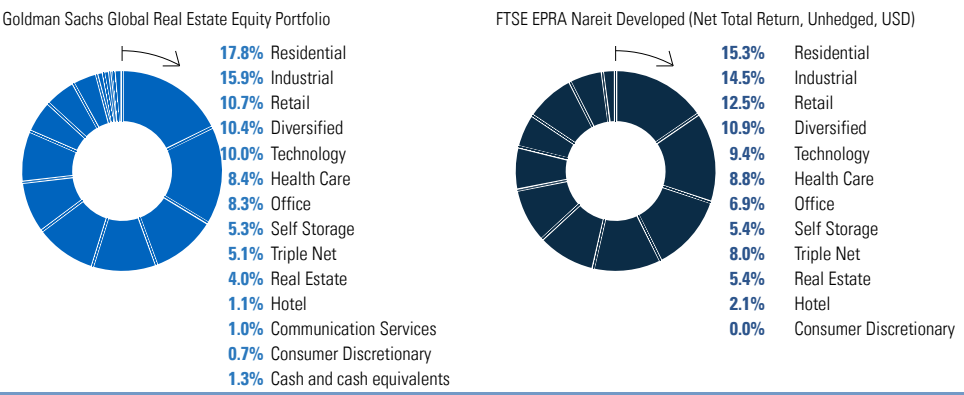 Goldman Sachs Global Real Estate Equity Portfolio
17.8% Residential
15.9% Industrial
10.7% Retail
10.4% Diversified
10.0% Technology
8.4% Health Care
8.3% Office
5.3% Self Storage
5.1% Triple Net
4.0% Real Estate
1.1% Hotel
1.0% Communication Services
0.7% Consumer Discretionary
1.3% Cash and cash equivalents
FTSE EPRA Nareit Developed (Net Total Return, Unhedged, USD)
15.3% Residential
14.5% Industrial
12.5% Retail
10.9% Diversified
9.4% Technology
8.8% Health Care
6.9% Office
5.4% Self Storage
8.0% Triple Net
5.4% Real Estate
2.1% Hotel
0.0% Consumer Discretionary